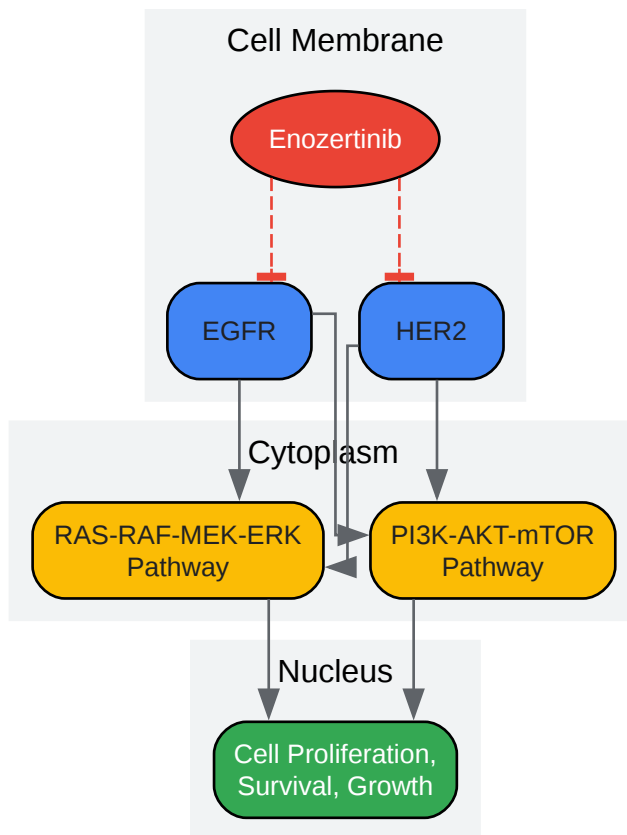 Cell Membrane
Enozertinib
EGFR
HER2
Cytoplasm
RAS-RAF-MEK-ERK
Pathway
PI3K-AKT-mTOR
Pathway
Nucleus
Cell Proliferation,
Survival, Growth